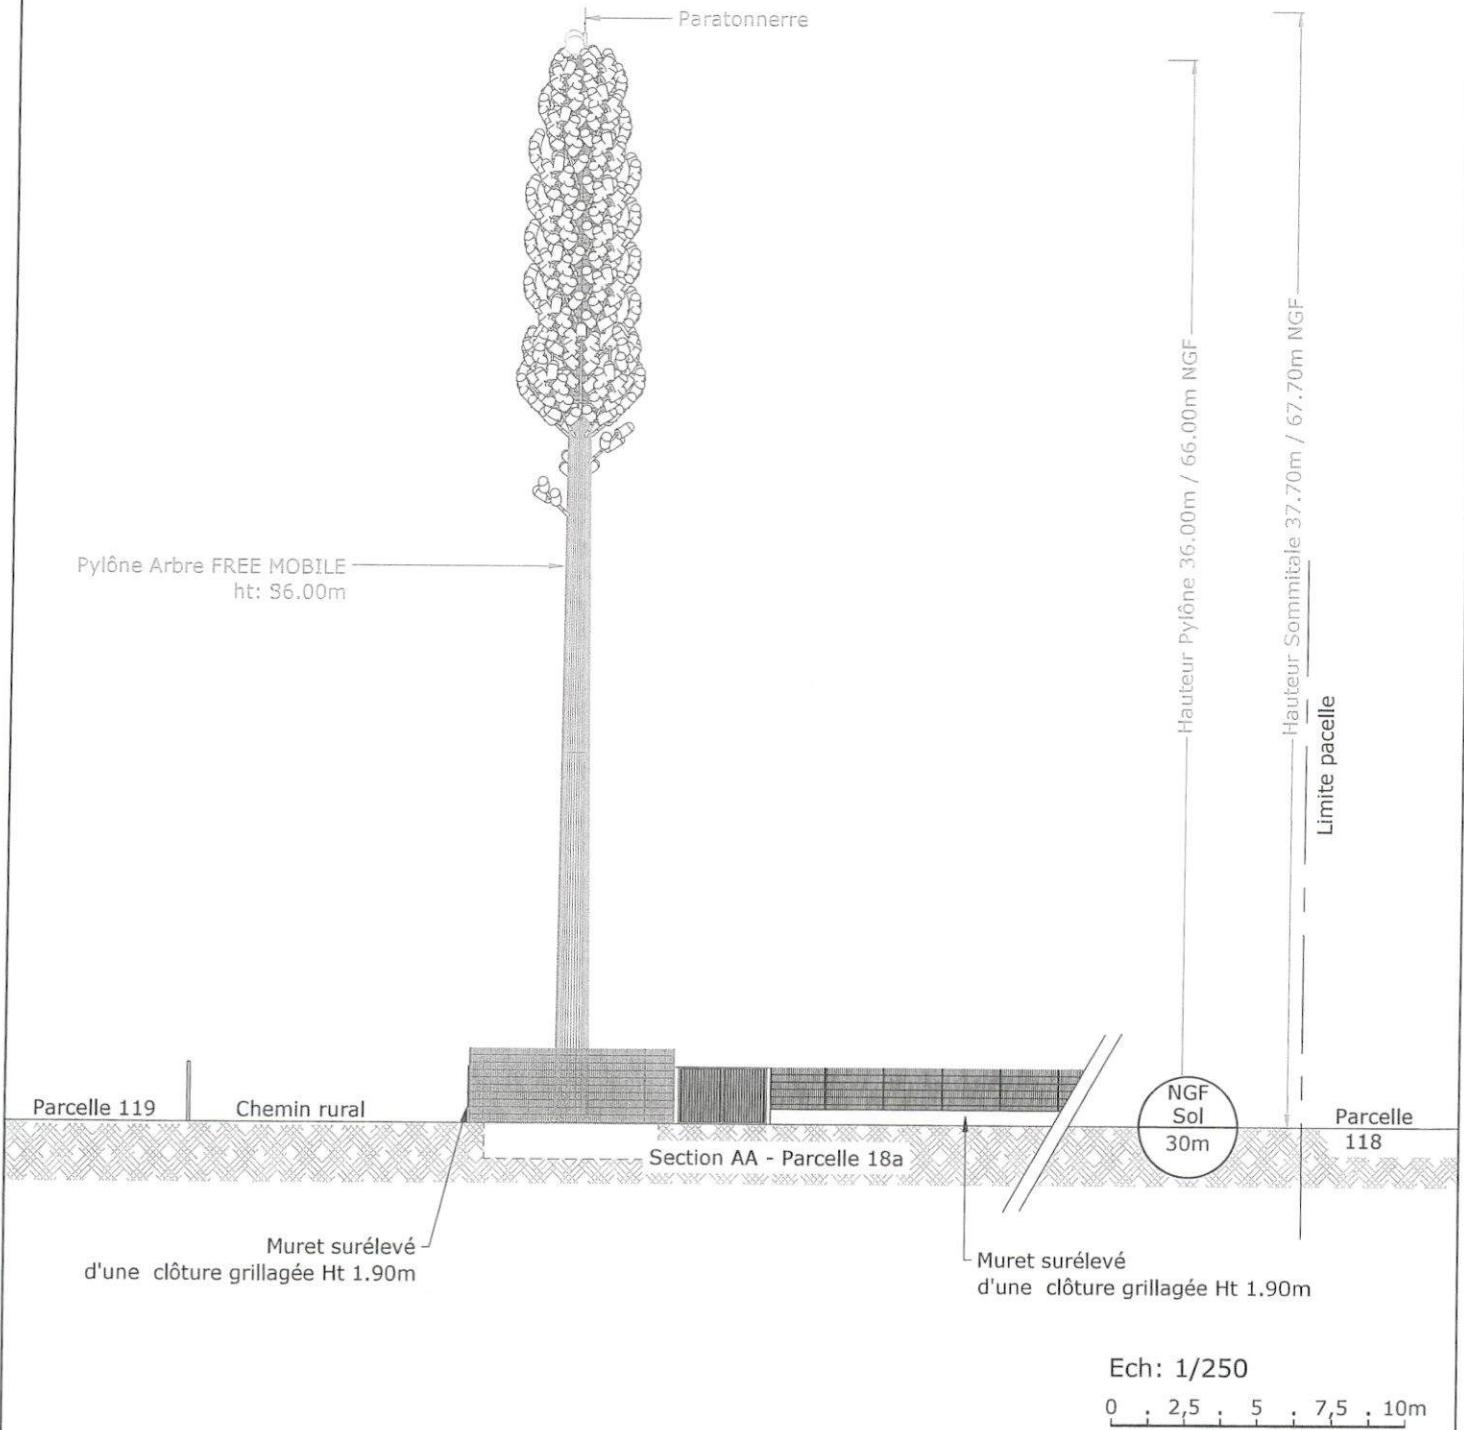 Paratonnerre
Hauteur Pylône 36.00m / 66.00m NGF
Hauteur Sommitale 37.70m / 67.70m NGF
Limite pacelle
Pylône Arbre FREE MOBILE
ht: 36.00m
Parcelle 119
Chemin rural
NGF
Sol
30m
Parcelle
118
Section AA - Parcelle 18a
Muret surélevé
d'une clôture grillagée Ht 1.90m
Muret surélevé
d'une clôture grillagée Ht 1.90m
Ech: 1/250
0 2,5 5 7,5 10m